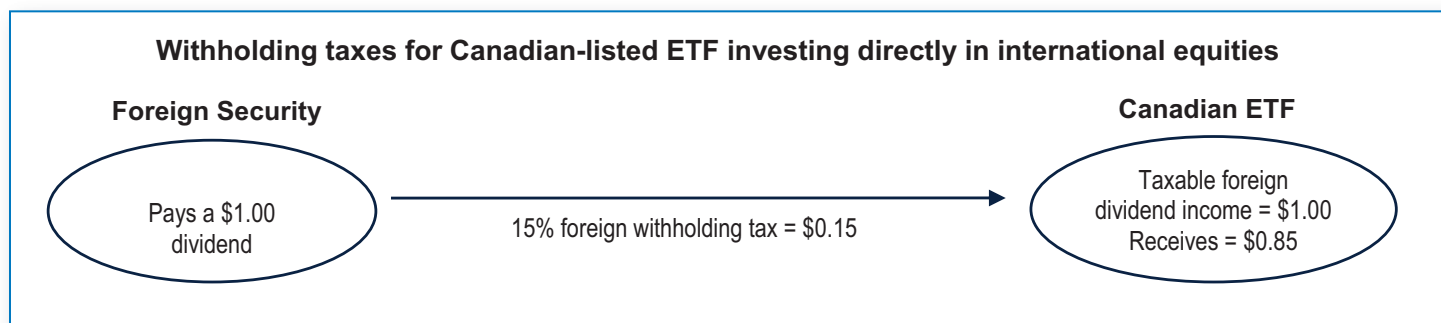 Withholding taxes for Canadian-listed ETF investing directly in international equities
Foreign Security
Canadian ETF
Pays a $1.00
dividend
15% foreign withholding tax = $0.15
Taxable foreign
dividend income = $1.00
Receives = $0.85